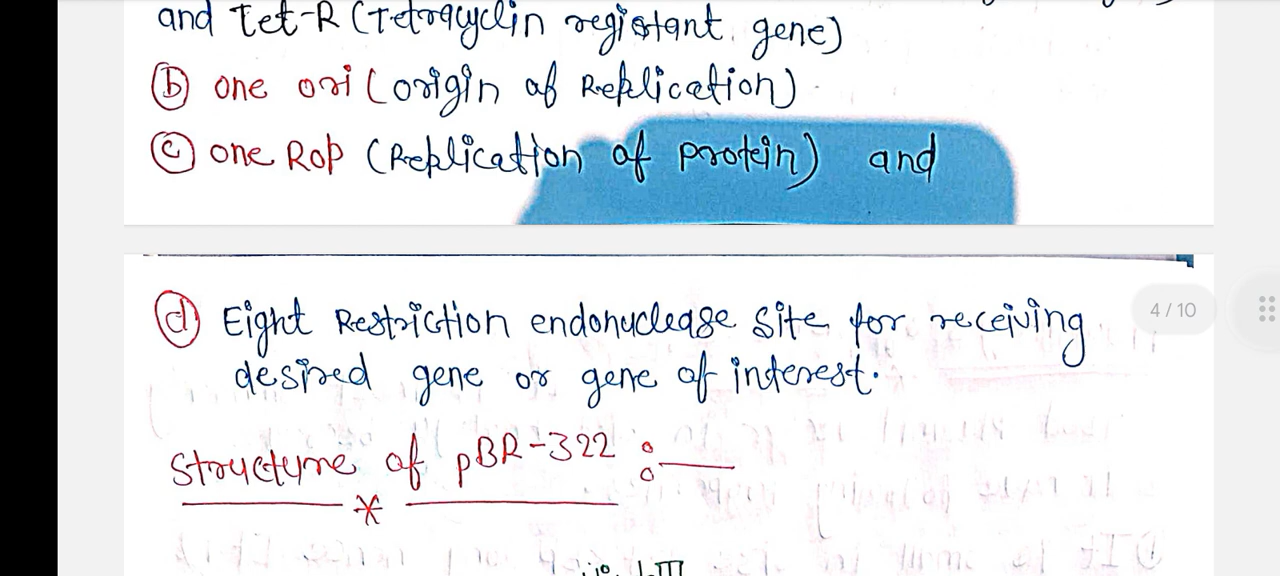 and Tet-R (Tetracyclin registant gene)
ⓑ one ori (origin of Replication)
ⓒ one Rop (Replication of protein) and
ⓓ Eight Restriction endonuclease site for receiving
4 / 10
desired gene or gene of interest.
Structure of pBR-322 :—